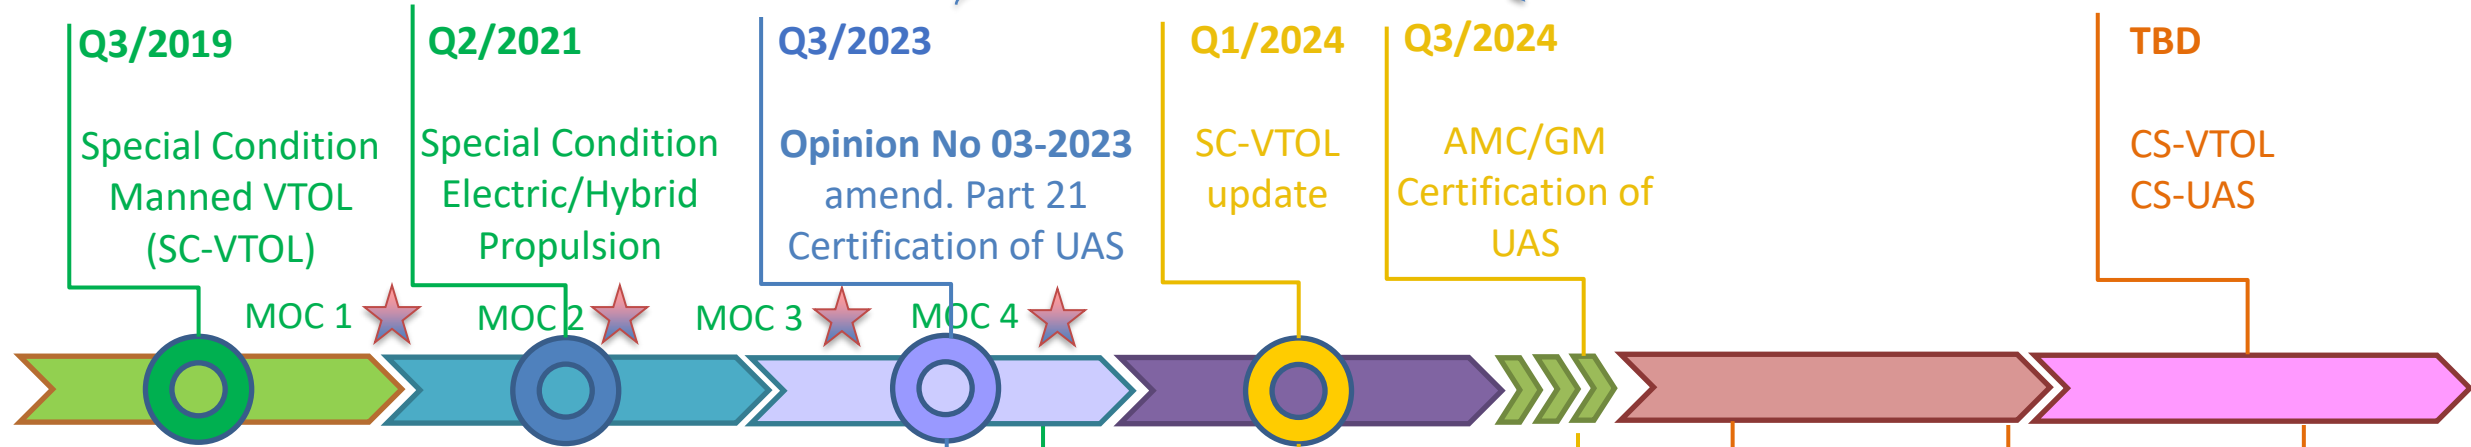 Q3/2019
Special Condition
Manned VTOL
(SC-VTOL)
Q2/2021
Special Condition
Electric/Hybrid
Propulsion
Q3/2023
Opinion No 03-2023
amend. Part 21
Certification of UAS
Q1/2024
SC-VTOL
update
Q3/2024
AMC/GM
Certification of
UAS
TBD
CS-VTOL
CS-UAS
MOC 1
MOC 2
MOC 3
MOC 4